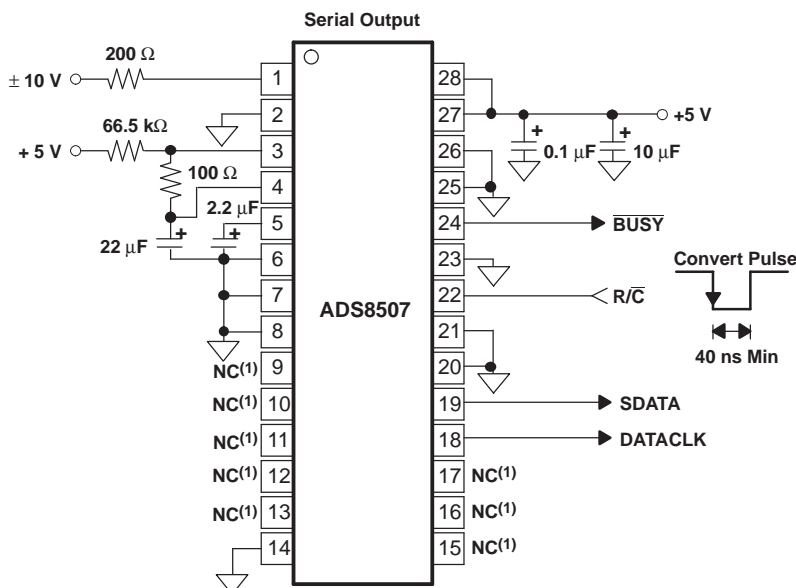 Serial Output
200 Ω
± 10 V
66.5 kΩ
+ 5 V
100 Ω
2.2 μF
22 μF
1
2
3
4
5
6
7
8
9
10
11
12
13
14
NC(1)
NC(1)
NC(1)
NC(1)
NC(1)
ADS8507
28
27
26
25
24
23
22
21
20
19
18
17
16
15
+5 V
0.1 μF
10 μF
BUSY
R/C
SDATA
DATACLK
NC(1)
NC(1)
NC(1)
Convert Pulse
40 ns Min
+
+
+
+